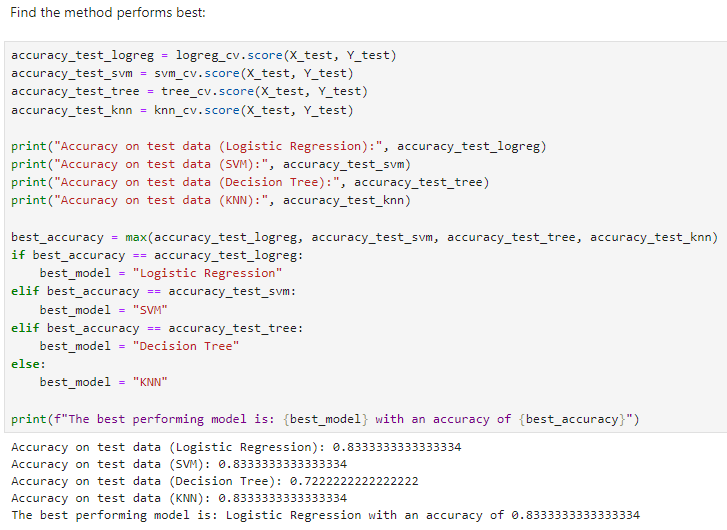 Find the method performs best:
accuracy_test_logreg = logreg_cv.score(X_test, Y_test)
accuracy_test_svm = svm_cv.score(X_test, Y_test)
accuracy_test_tree = tree_cv.score(X_test, Y_test)
accuracy_test_knn = knn_cv.score(X_test, Y_test)
print("Accuracy on test data (Logistic Regression):", accuracy_test_logreg)
print("Accuracy on test data (SVM):", accuracy_test_svm)
print("Accuracy on test data (Decision Tree):", accuracy_test_tree)
print("Accuracy on test data (KNN):", accuracy_test_knn)
best_accuracy = max(accuracy_test_logreg, accuracy_test_svm, accuracy_test_tree, accuracy_test_knn)
if best_accuracy == accuracy_test_logreg:
    best_model = "Logistic Regression"
elif best_accuracy == accuracy_test_svm:
    best_model = "SVM"
elif best_accuracy == accuracy_test_tree:
    best_model = "Decision Tree"
else:
    best_model = "KNN"
print(f"The best performing model is: {best_model} with an accuracy of {best_accuracy}")
Accuracy on test data (Logistic Regression): 0.8333333333333334
Accuracy on test data (SVM): 0.8333333333333334
Accuracy on test data (Decision Tree): 0.7222222222222222
Accuracy on test data (KNN): 0.8333333333333334
The best performing model is: Logistic Regression with an accuracy of 0.8333333333333334